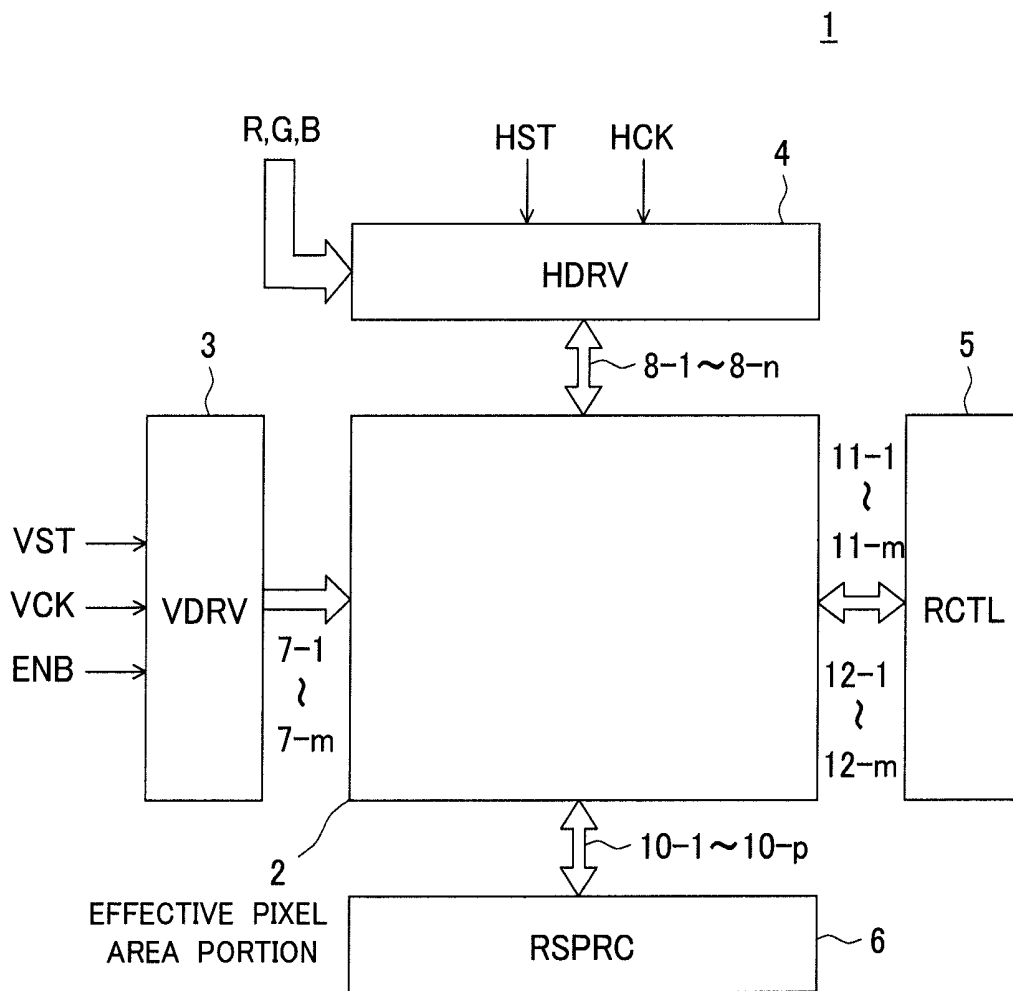 1
R,G,B
HST
HCK
4
HDRV
8-1〜8-n
3
5
11-1
〜
11-m
VST
VCK
ENB
VDRV
7-1
〜
7-m
RCTL
12-1
〜
12-m
2
EFFECTIVE PIXEL
AREA PORTION
10-1〜10-p
RSPRC
6